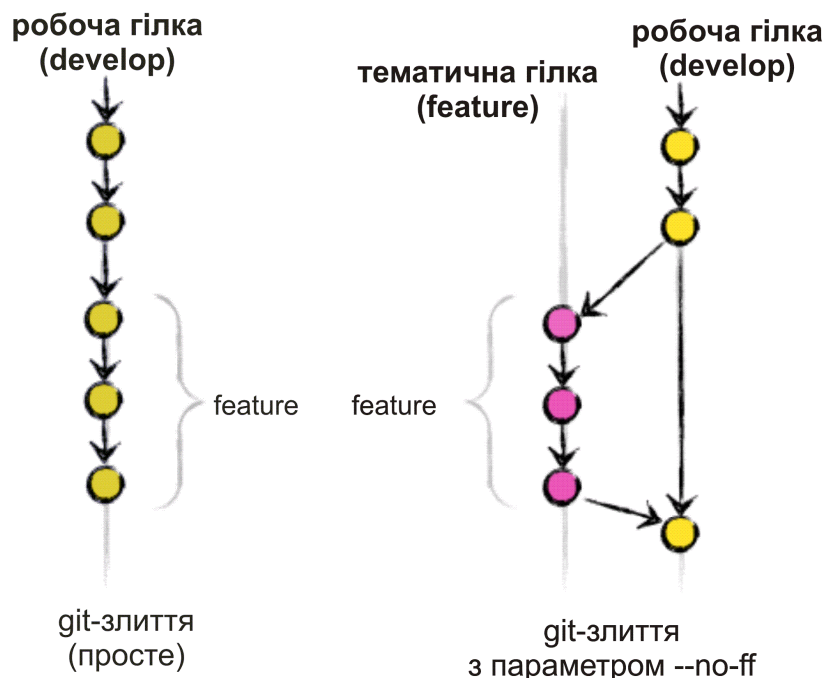 робоча гілка
(develop)
тематична гілка
(feature)
робоча гілка
(develop)
feature
feature
git-злиття
(просте)
git-злиття
з параметром --no-ff